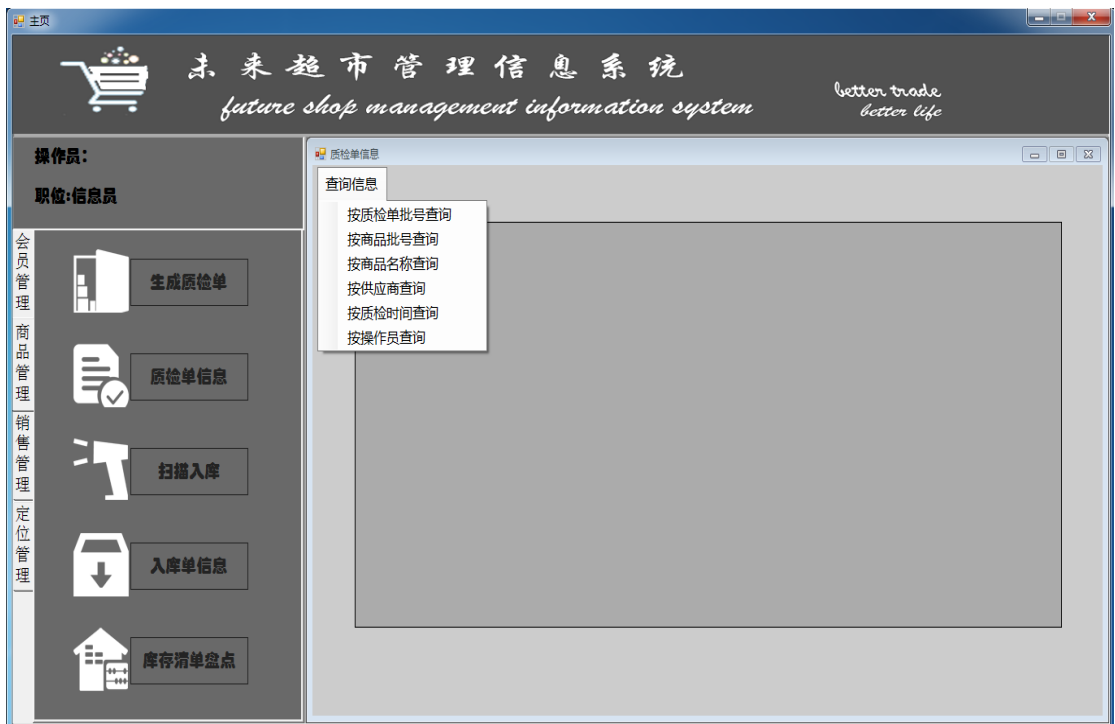 主页
未来超市管理信息系统
future shop management information system
better trade
better life
操作员:
职位:信息员
会员管理
商品管理
销售管理
定位管理
生成质检单
质检单信息
扫描入库
入库单信息
库存清单盘点
质检单信息
查询信息
按质检单批号查询
按商品批号查询
按商品名称查询
按供应商查询
按质检时间查询
按操作员查询